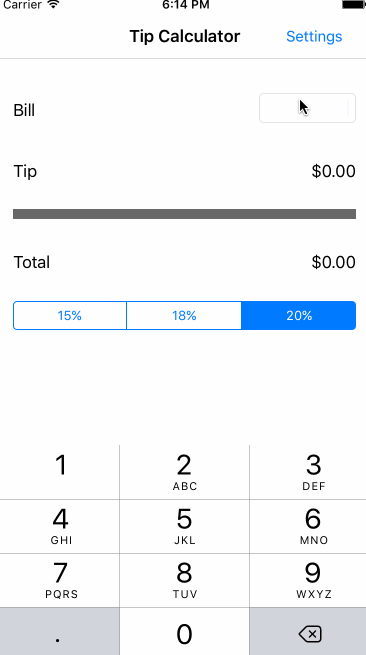 Carrier 6:14 PM
Tip Calculator Settings
Bill
Tip $0.00
Total $0.00
15% 18% 20%
1 2 3
ABC DEF
4 5 6
GHI JKL MNO
7 8 9
PQRS TUV WXYZ
. 0